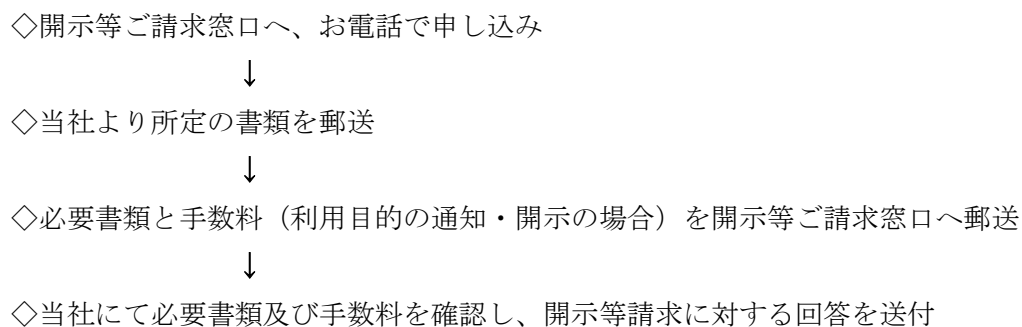 ◇開示等ご請求窓口へ、お電話で申し込み
↓
◇当社より所定の書類を郵送
↓
◇必要書類と手数料（利用目的の通知・開示の場合）を開示等ご請求窓口へ郵送
↓
◇当社にて必要書類及び手数料を確認し、開示等請求に対する回答を送付